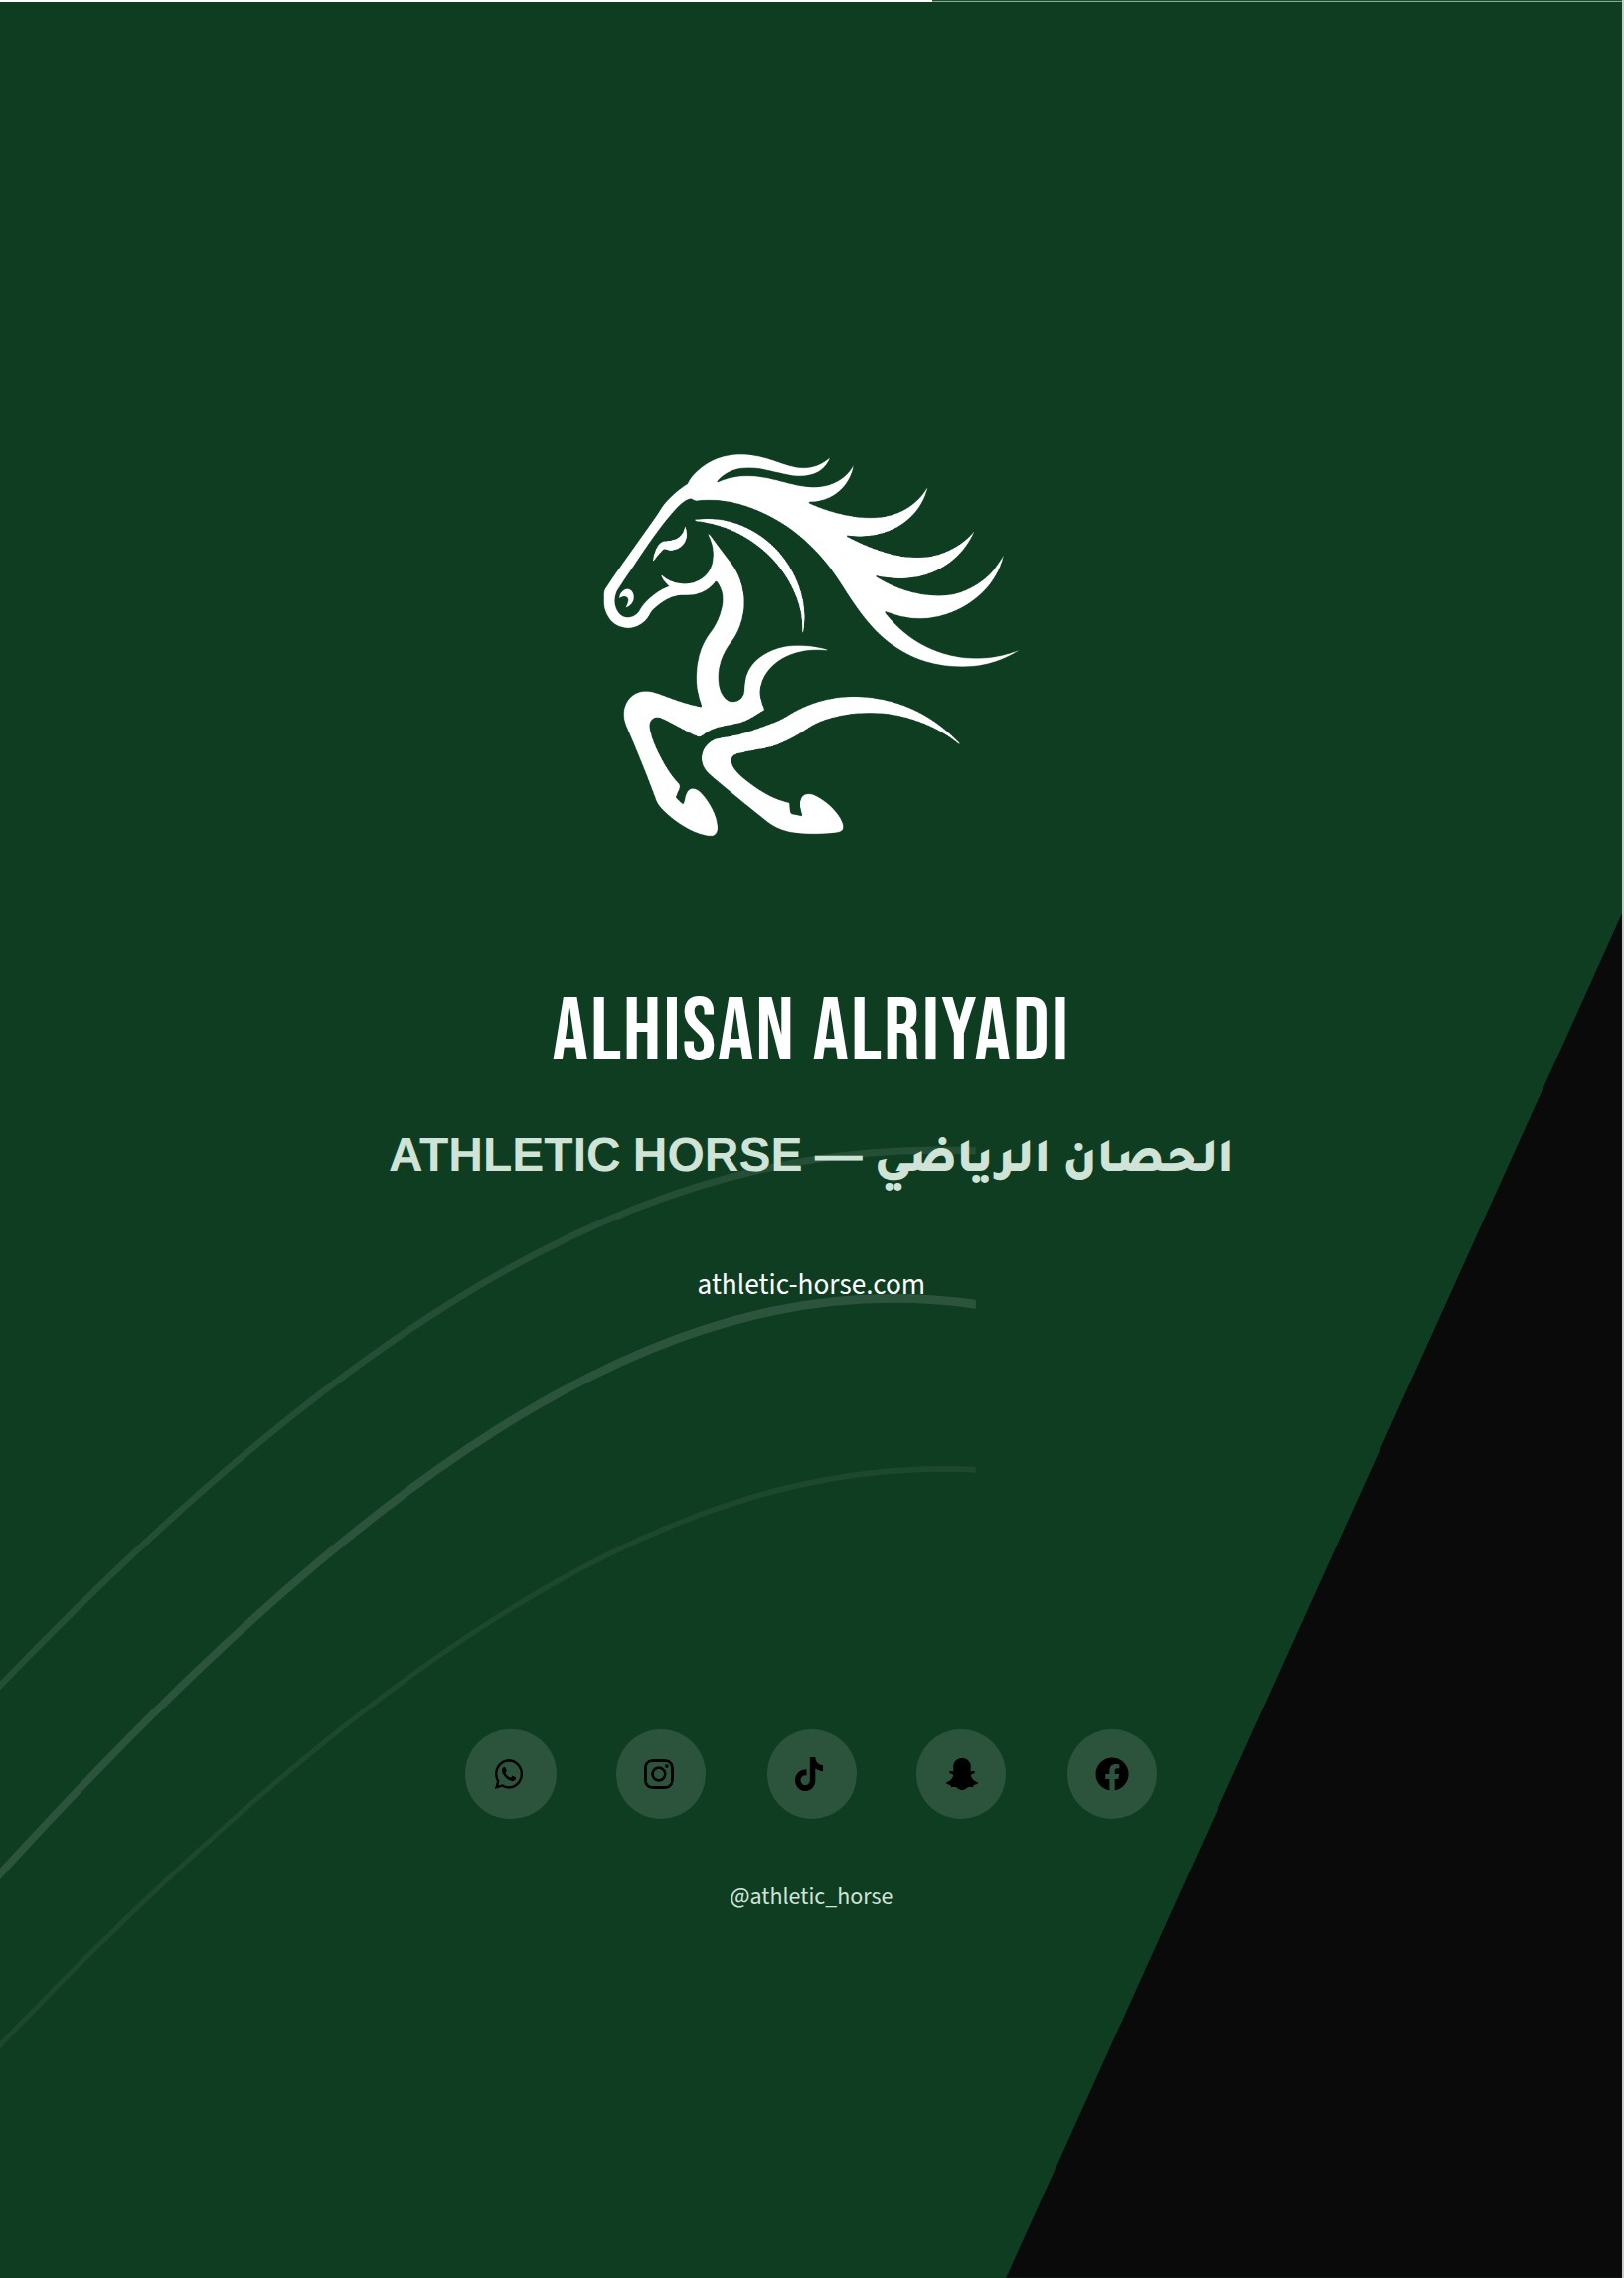 ALHISAN ALRIYADI
ATHLETIC HORSE — الحصان الرياضي
athletic-horse.com
@athletic_horse